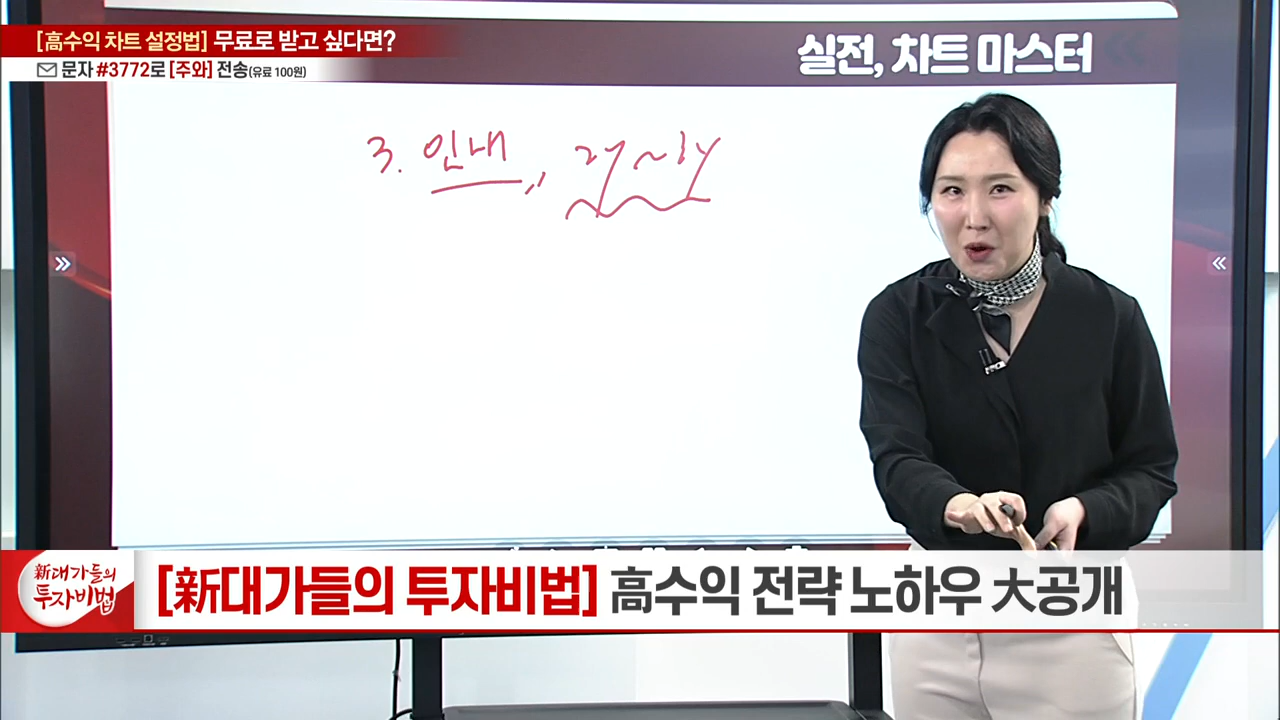 [高수익 차트 설정법] 무료로 받고 싶다면?
문자 #3772로 [주와] 전송(유료 100원)
실전, 차트 마스터
3. 인내,, 2y~1y
新대가들의
투자비법
[新대가들의 투자비법] 高수익 전략 노하우 大공개